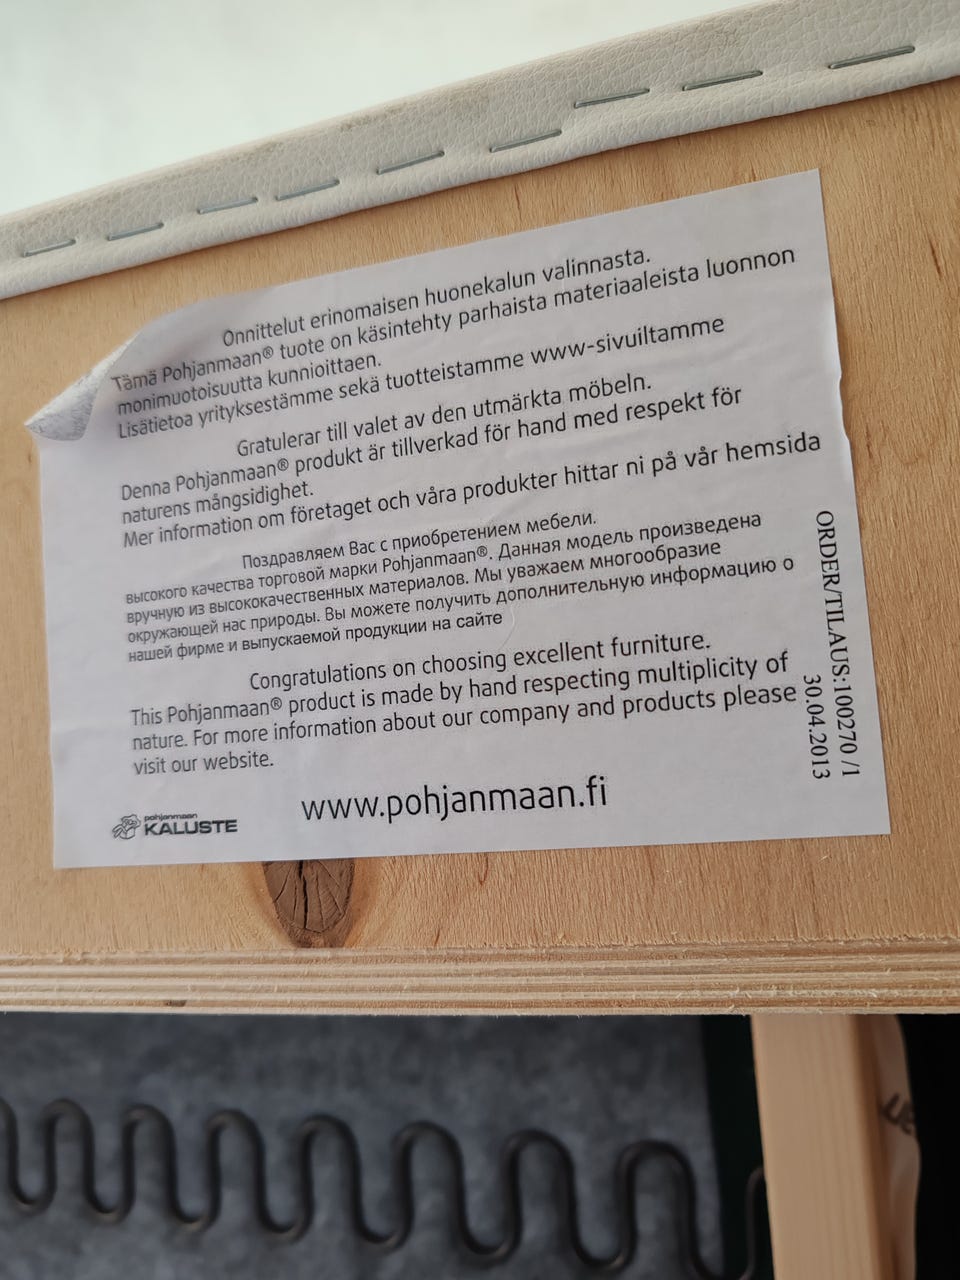 Onnittelut erinomaisen huonekalun valinnasta.
Tämä Pohjanmaan® tuote on käsintehty parhaista materiaaleista luonnon
monimuotoisuutta kunnioittaen.
Lisätietoa yrityksestämme sekä tuotteistamme www-sivuiltamme
Gratulerar till valet av den utmärkta möbeln.
Denna Pohjanmaan® produkt är tillverkad för hand med respekt för
naturens mångsidighet.
Mer information om företaget och våra produkter hittar ni på vår hemsida
Поздравляем Вас с приобретением мебели.
высокого качества торговой марки Pohjanmaan®. Данная модель произведена
вручную из высококачественных материалов. Мы уважаем многообразие
окружающей нас природы. Вы можете получить дополнительную информацию о
нашей фирме и выпускаемой продукции на сайте
Congratulations on choosing excellent furniture.
This Pohjanmaan® product is made by hand respecting multiplicity of
nature. For more information about our company and products please
visit our website.
www.pohjanmaan.fi
pohjanmaan
KALUSTE
ORDER/TILAUS:100270 /1
30.04.2013